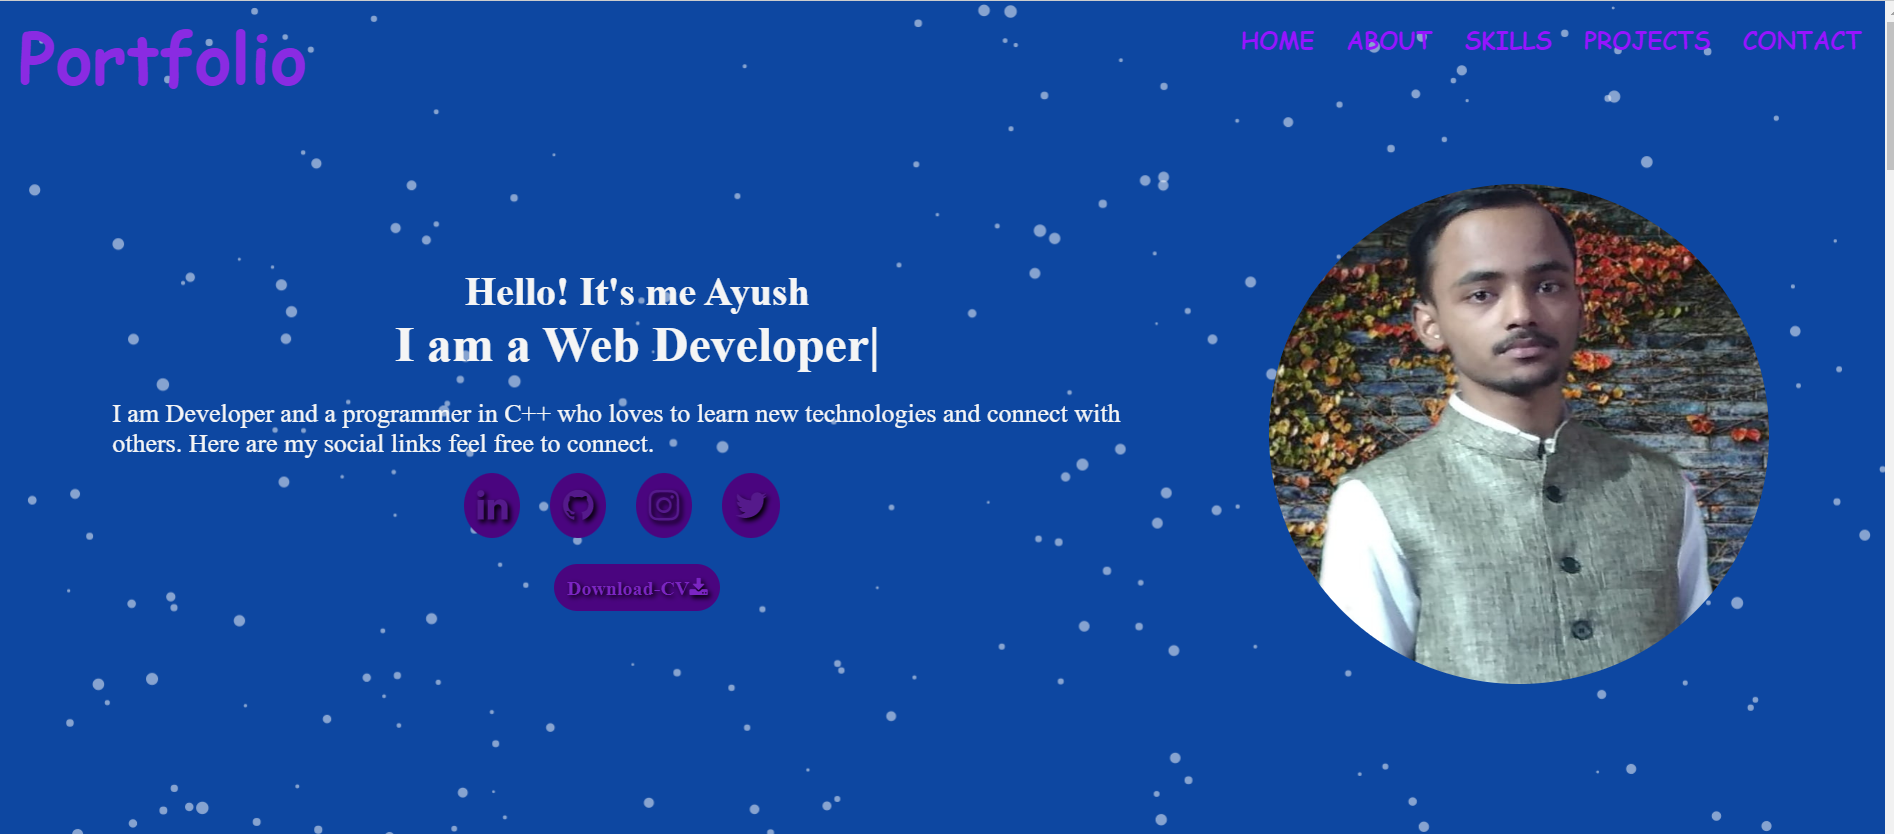 Portfolio
HOME ABOUT SKILLS PROJECTS CONTACT
Hello! It's me Ayush
I am a Web Developer|
I am Developer and a programmer in C++ who loves to learn new technologies and connect with
others. Here are my social links feel free to connect.
in
Download-CV